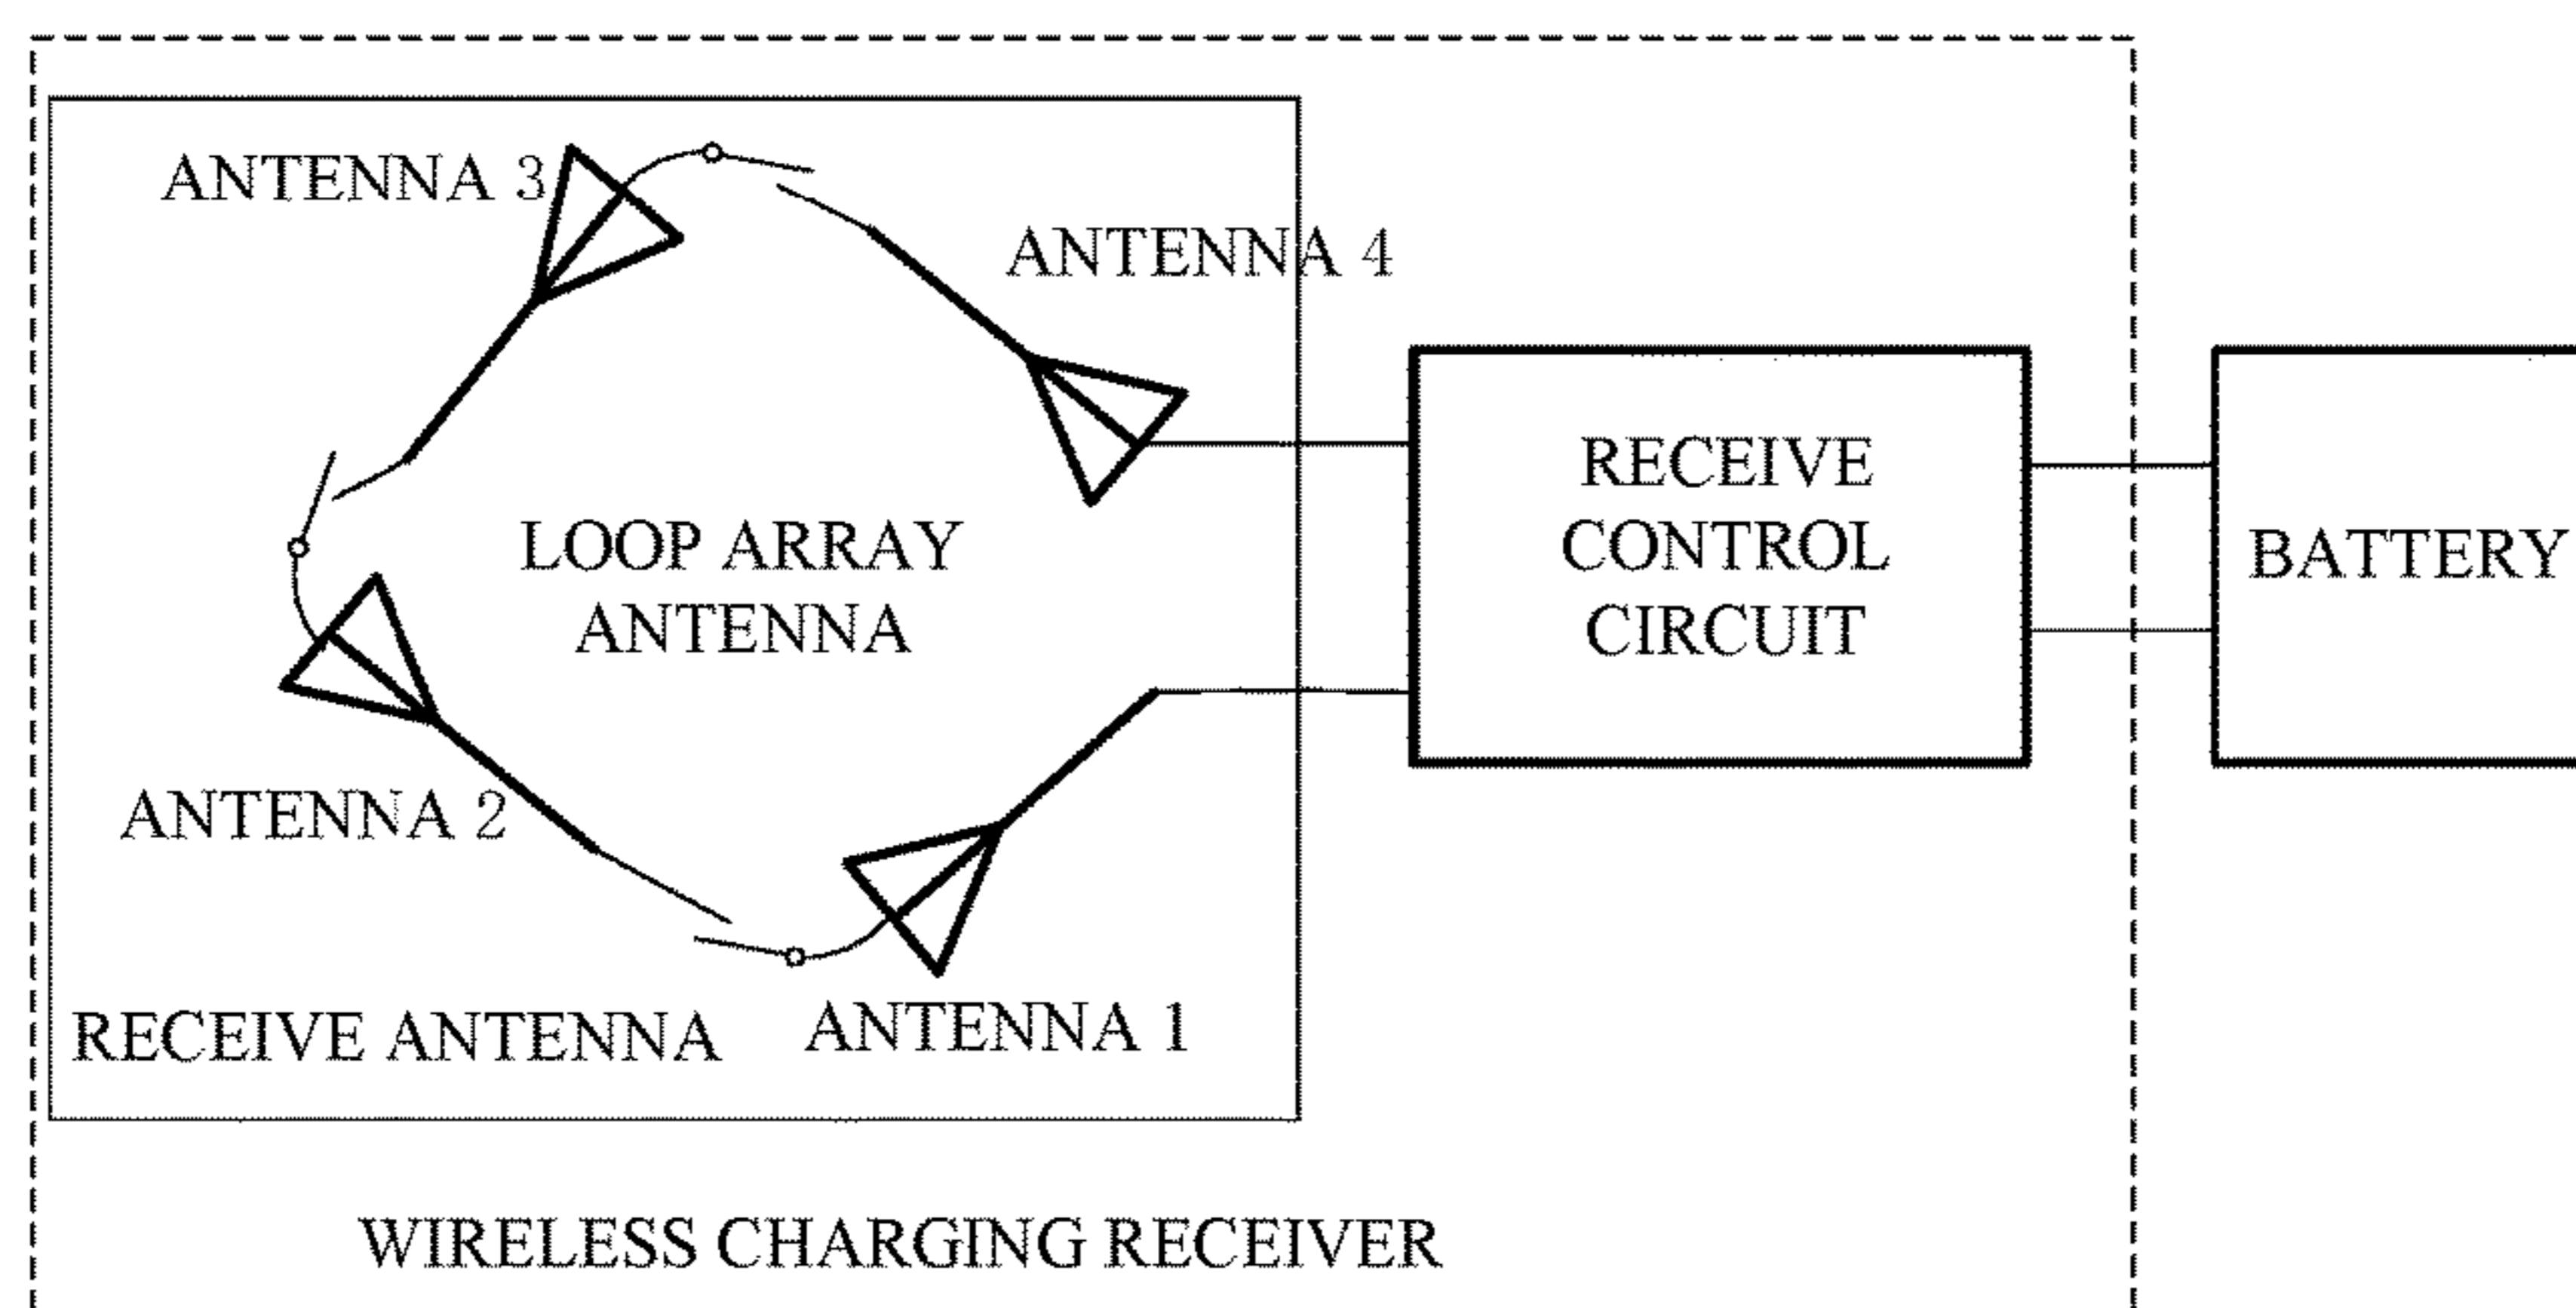 ANTENNA 3
ANTENNA 4
LOOP ARRAY
ANTENNA
RECEIVE
CONTROL
CIRCUIT
BATTERY
ANTENNA 2
ANTENNA 1
RECEIVE ANTENNA
WIRELESS CHARGING RECEIVER